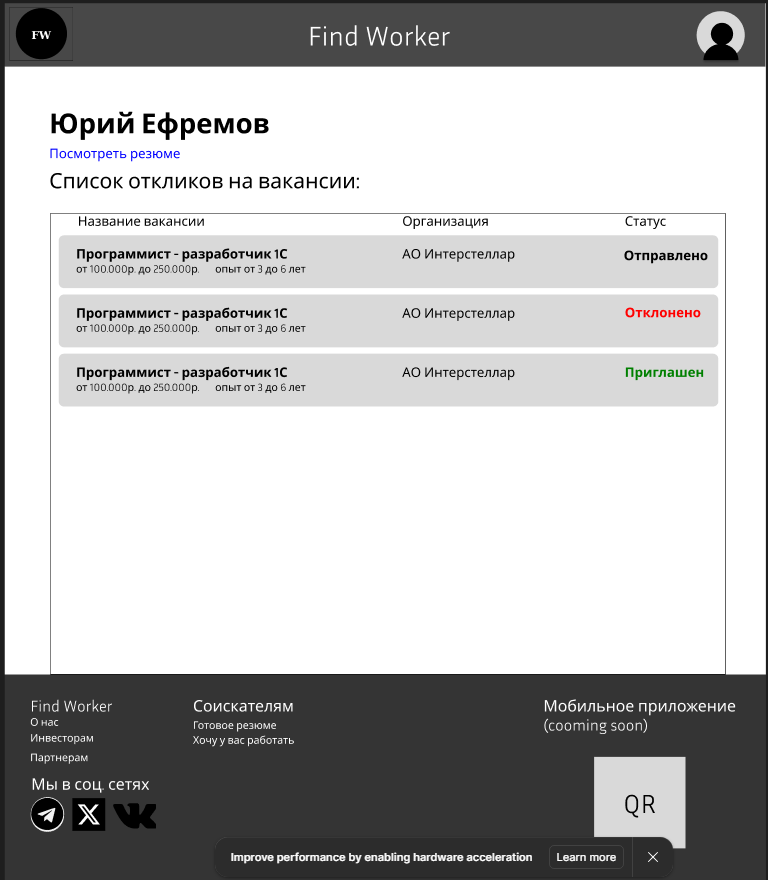 FW
Find Worker
Юрий Ефремов
Посмотреть резюме
Список откликов на вакансии:
Название вакансии Организация Статус
Программист - разработчик 1С АО Интерстеллар Отправлено
от 100.000р. до 250.000р. опыт от 3 до 6 лет
Программист - разработчик 1С АО Интерстеллар Отклонено
от 100.000р. до 250.000р. опыт от 3 до 6 лет
Программист - разработчик 1С АО Интерстеллар Приглашен
от 100.000р. до 250.000р. опыт от 3 до 6 лет
Find Worker
О нас
Инвесторам
Партнерам
Мы в соц. сетях
Соискателям
Готовое резюме
Хочу у вас работать
Мобильное приложение
(cooming soon)
QR
Improve performance by enabling hardware acceleration Learn more